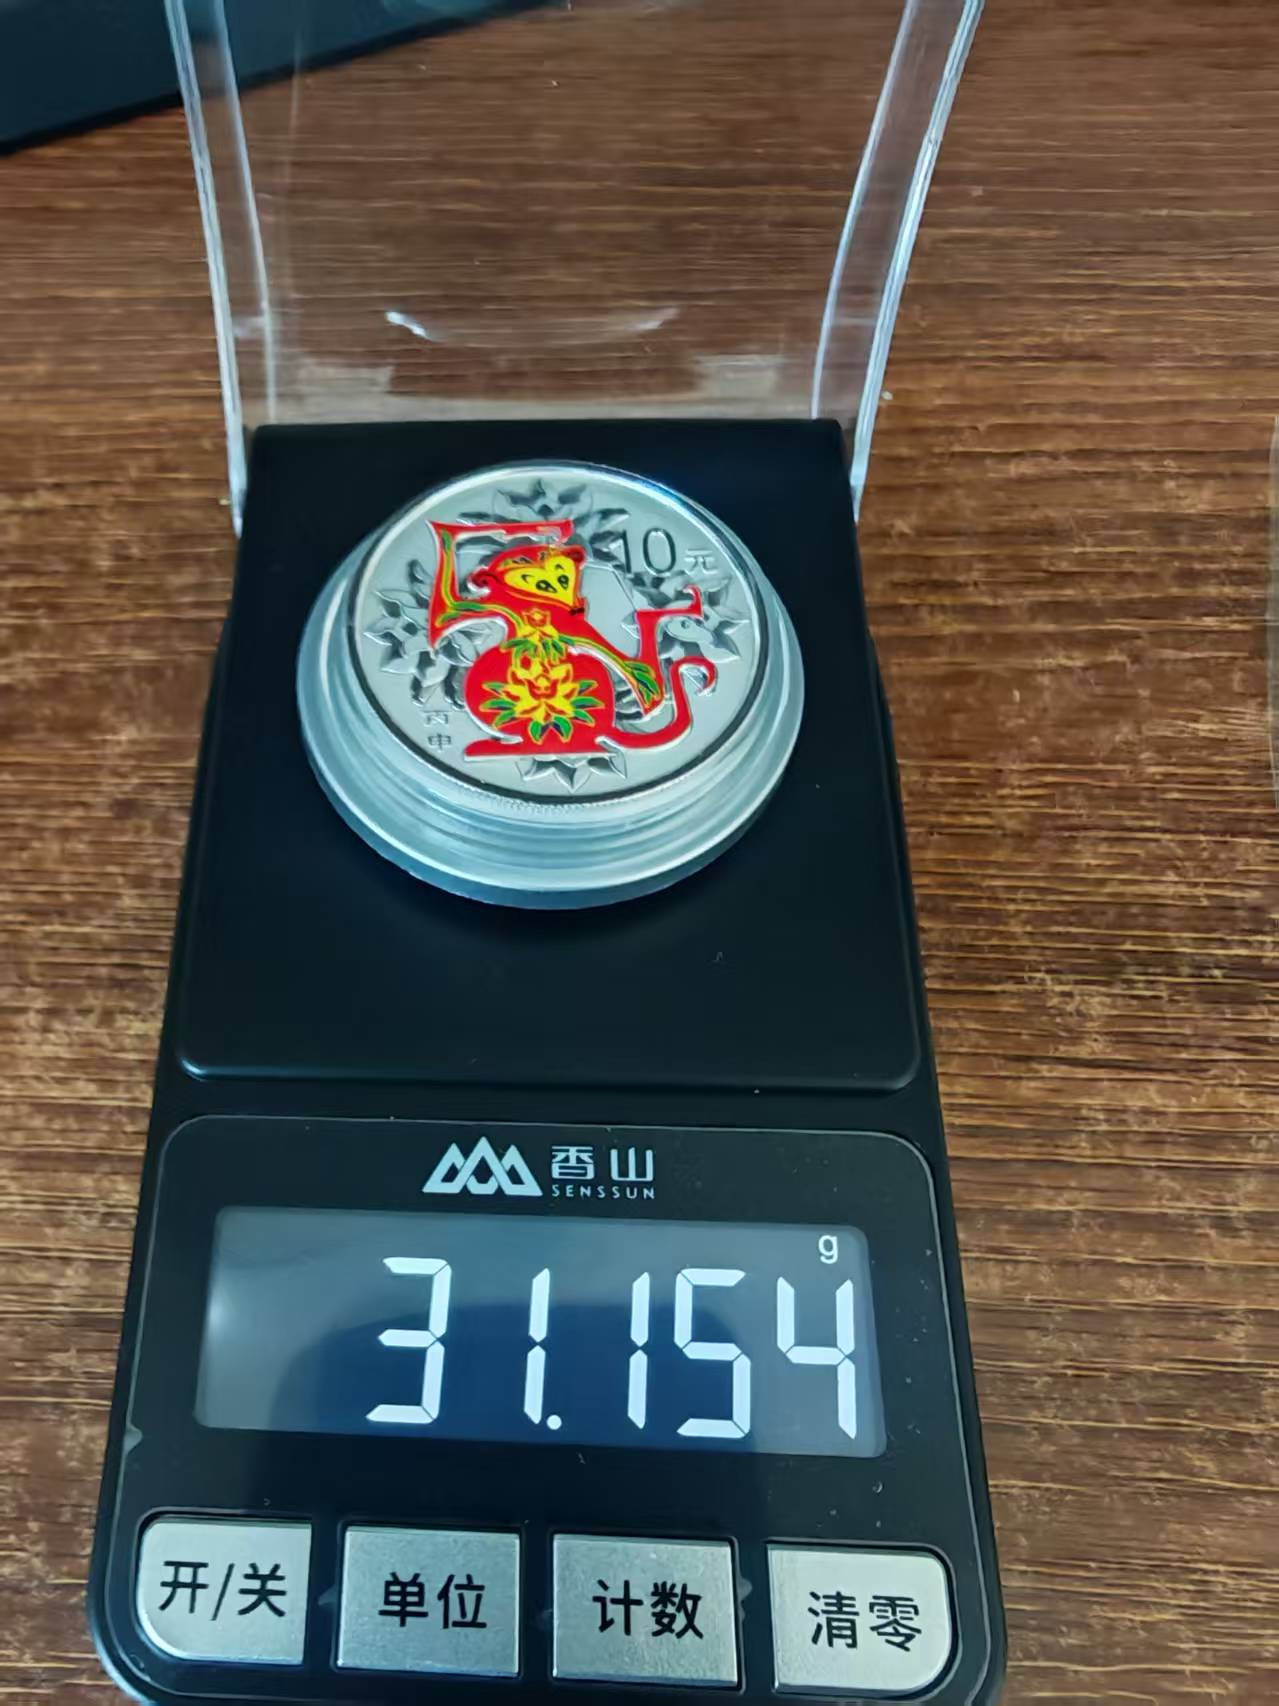 10元
丙申
香山
SENSSUN
g
31.154
开/关 单位 计数 清零